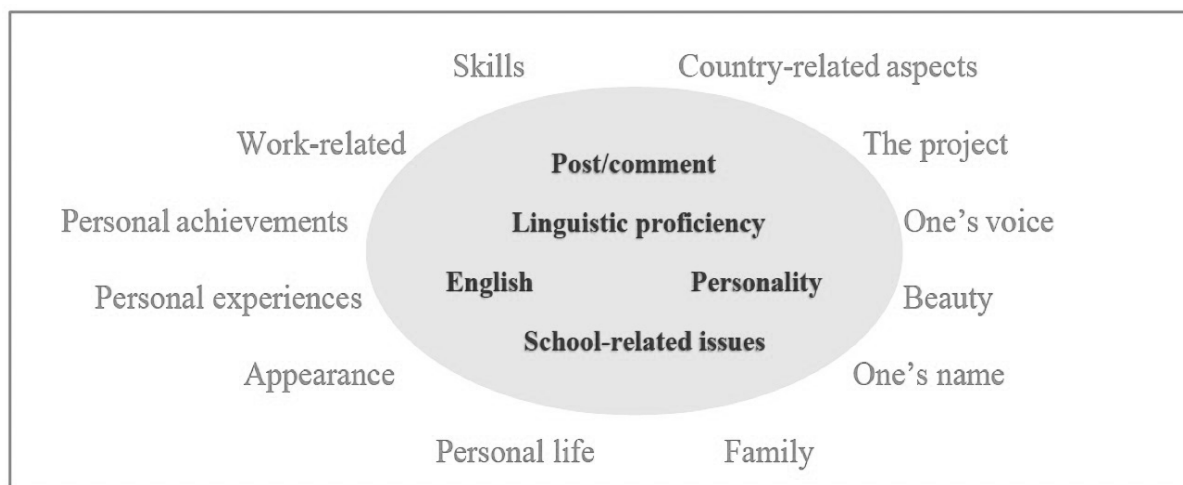 Skills Country-related aspects
Work-related The project
Post/comment
Personal achievements Linguistic proficiency One’s voice
Personal experiences English Personality Beauty
School-related issues
Appearance One’s name
Personal life Family